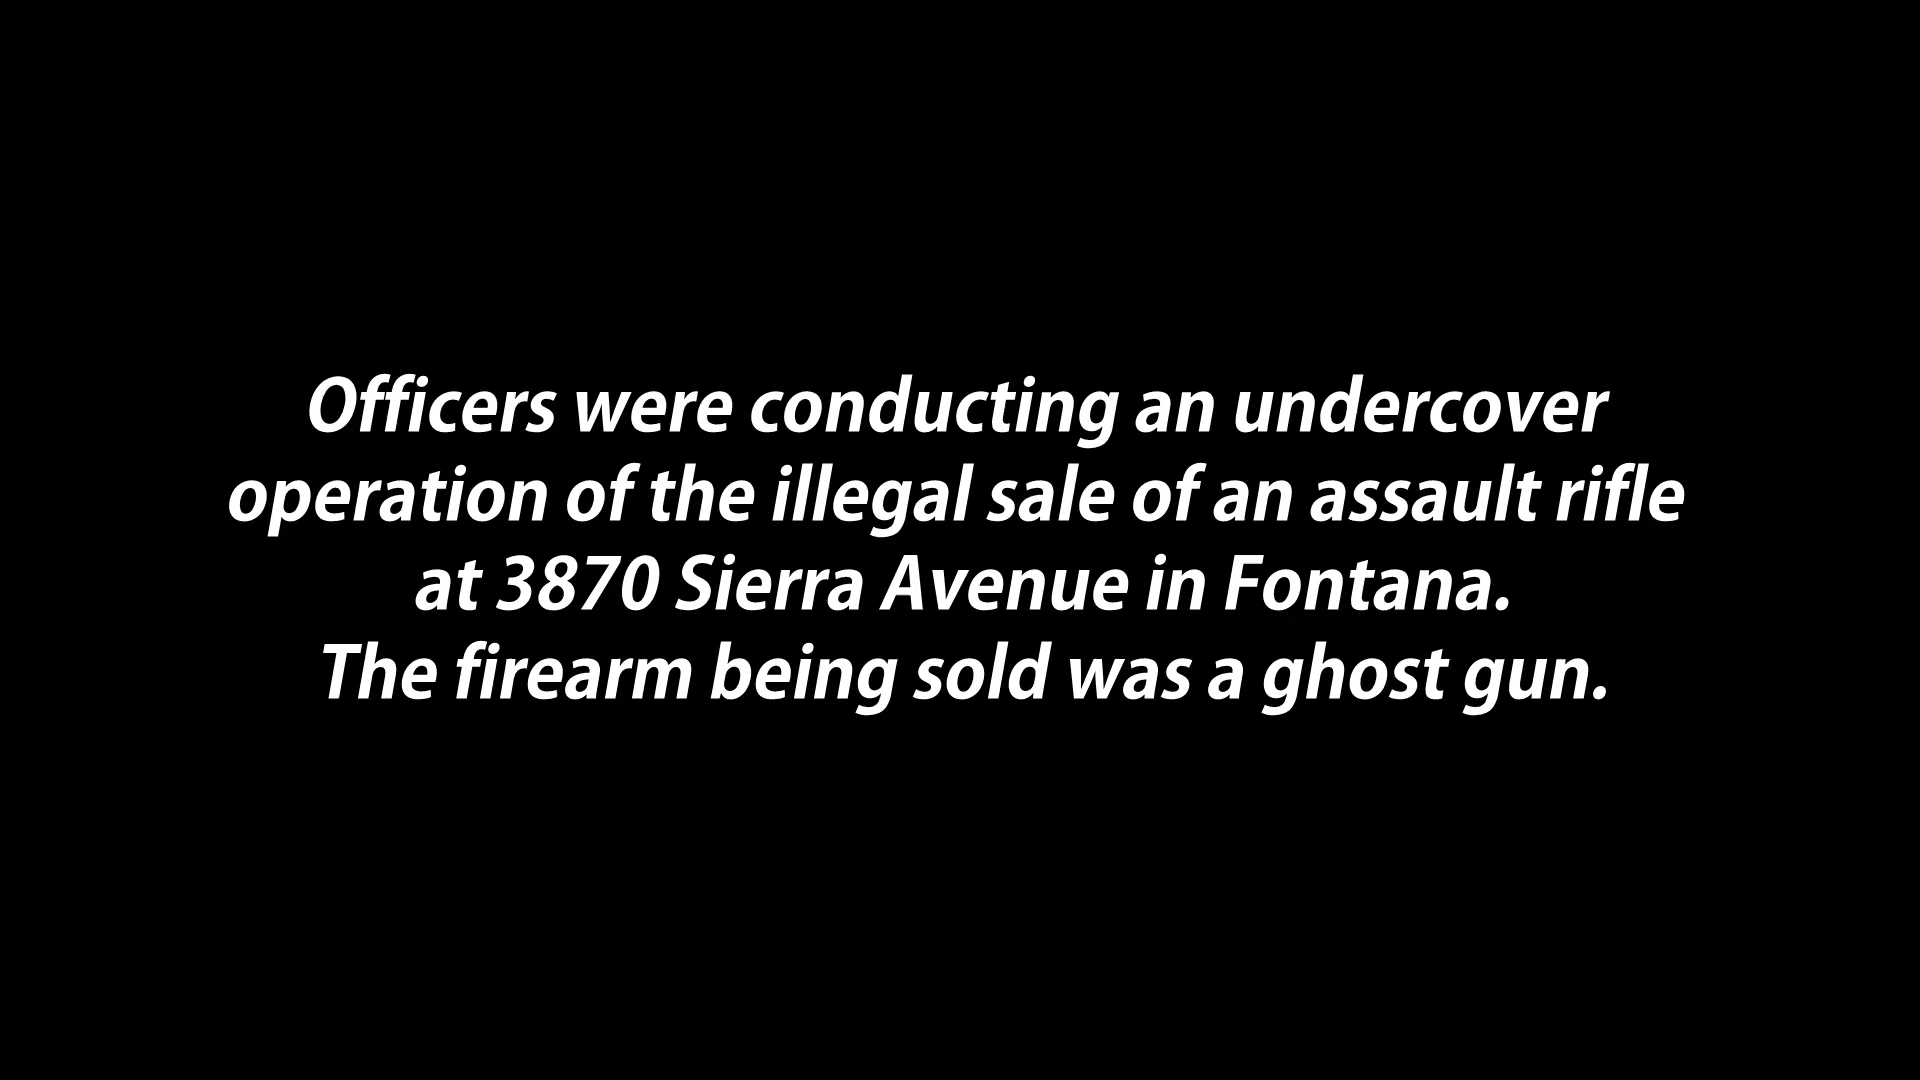 Officers were conducting an undercover
operation of the illegal sale of an assault rifle
at 3870 Sierra Avenue in Fontana.
The firearm being sold was a ghost gun.